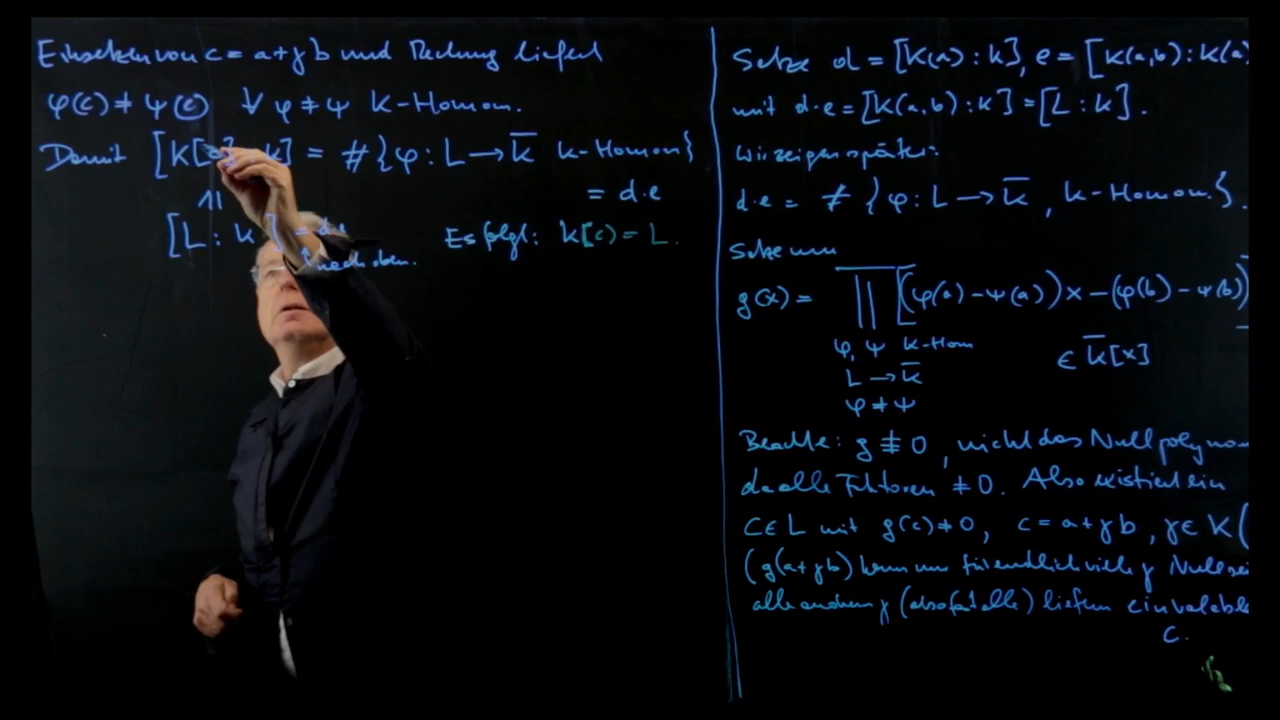 Einsetzen von c = a+γb und Rechnung liefert
φ(c) ≠ ψ(c) ∀ φ ≠ ψ k-Homom.
Damit [K[c] : k] = #{φ: L → k̄ k-Homom}
= d·e
[L : k] = d·e
↑ nach oben.
Es folgt: k[c] = L.
Setze d = [K(a) : k], e = [K(a,b) : K(a)
mit d·e = [K(a,b) : k] = [L : k].
Wir zeigen später:
d·e = # {φ : L → k̄, k-Homom.}.
Setze nun
g(x) = ∏ [(φ(a) − ψ(a))x − (φ(b) − ψ(b))]
φ, ψ k-Hom
L → k̄
φ ≠ ψ
∈ k̄[x]
Beachte: g ≢ 0, nicht das Nullpolynom
da alle Faktoren ≠ 0. Also existiert ein
c ∈ L mit g(c) ≠ 0, c = a+γb, γ ∈ K (
(g(a+γb) kann nur für endlich viele γ Null sei
alle anderen γ (also fast alle) liefern ein
c.